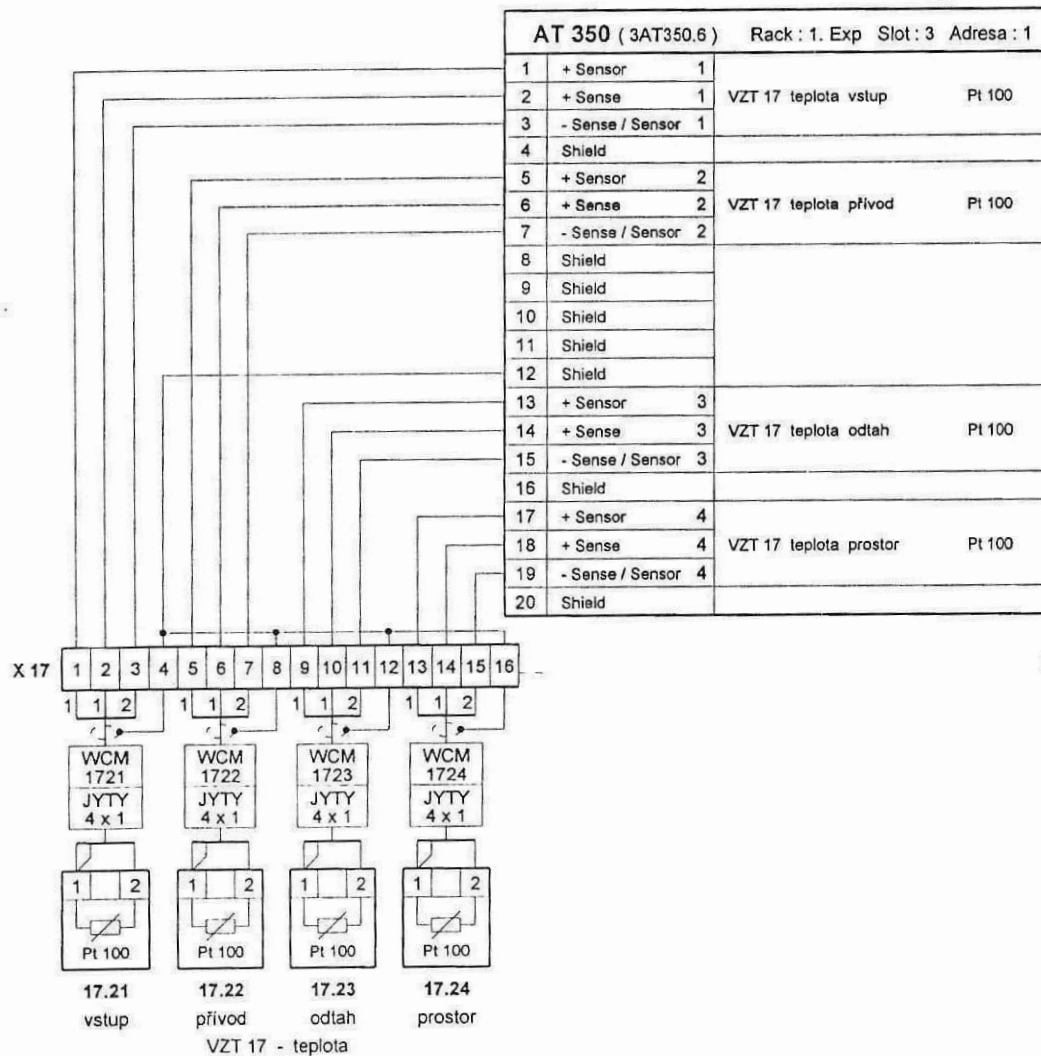 AT 350 ( 3AT350.6 ) Rack : 1. Exp Slot : 3 Adresa : 1
1 + Sensor 1
2 + Sense 1 VZT 17 teplota vstup Pt 100
3 - Sense / Sensor 1
4 Shield
5 + Sensor 2
6 + Sense 2 VZT 17 teplota přívod Pt 100
7 - Sense / Sensor 2
8 Shield
9 Shield
10 Shield
11 Shield
12 Shield
13 + Sensor 3
14 + Sense 3 VZT 17 teplota odtah Pt 100
15 - Sense / Sensor 3
16 Shield
17 + Sensor 4
18 + Sense 4 VZT 17 teplota prostor Pt 100
19 - Sense / Sensor 4
20 Shield
X 17 1 2 3 4 5 6 7 8 9 10 11 12 13 14 15 16
1 1 2 1 1 2 1 1 2 1 1 2
WCM WCM WCM WCM
1721 1722 1723 1724
JYTY JYTY JYTY JYTY
4 x 1 4 x 1 4 x 1 4 x 1
1 2 1 2 1 2 1 2
Pt 100 Pt 100 Pt 100 Pt 100
17.21 17.22 17.23 17.24
vstup přívod odtah prostor
VZT 17 - teplota